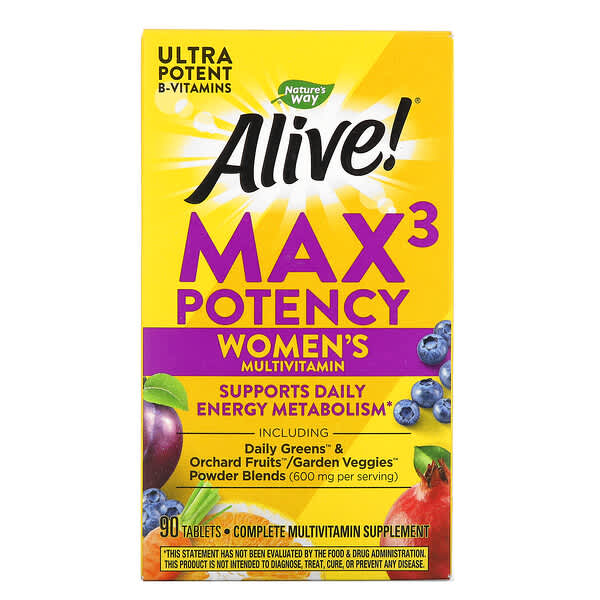 ULTRA
POTENT
B-VITAMINS
Nature's
Way
Alive!®
MAX³
POTENCY
WOMEN'S
MULTIVITAMIN
SUPPORTS DAILY
ENERGY METABOLISM*
INCLUDING
Daily Greens™ &
Orchard Fruits™/Garden Veggies™
Powder Blends (600 mg per serving)
90 TABLETS • COMPLETE MULTIVITAMIN SUPPLEMENT
*THIS STATEMENT HAS NOT BEEN EVALUATED BY THE FOOD & DRUG ADMINISTRATION.
THIS PRODUCT IS NOT INTENDED TO DIAGNOSE, TREAT, CURE, OR PREVENT ANY DISEASE.